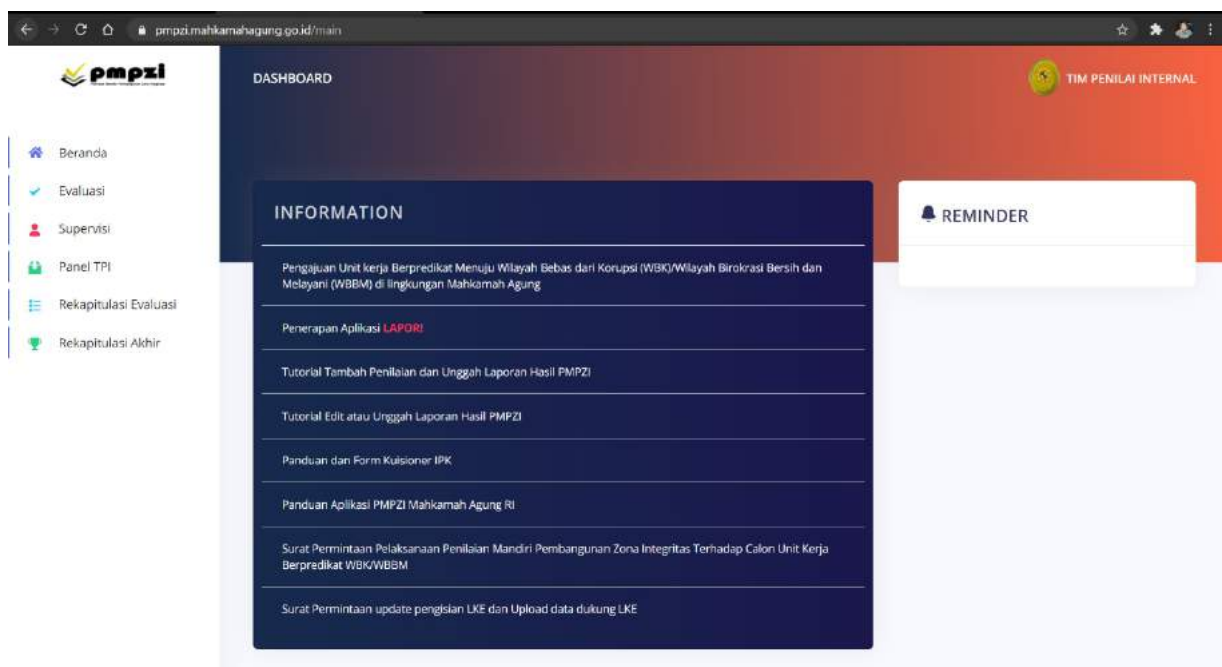 pmpzi.mahkamahagung.go.id/main
pmpzi
DASHBOARD
TIM PENILAI INTERNAL
Beranda
Evaluasi
Supervisi
Panel TPI
Rekapitulasi Evaluasi
Rekapitulasi Akhir
INFORMATION
Pengajuan Unit kerja Berpredikat Menuju Wilayah Bebas dari Korupsi (WBK)/Wilayah Birokrasi Bersih dan
Melayani (WBBM) di lingkungan Mahkamah Agung
Penerapan Aplikasi LAPOR!
Tutorial Tambah Penilaian dan Unggah Laporan Hasil PMPZI
Tutorial Edit atau Unggah Laporan Hasil PMPZI
Panduan dan Form Kuisioner IPK
Panduan Aplikasi PMPZI Mahkamah Agung RI
Surat Permintaan Pelaksanaan Penilaian Mandiri Pembangunan Zona Integritas Terhadap Calon Unit Kerja
Berpredikat WBK/WBBM
Surat Permintaan update pengisian LKE dan Upload data dukung LKE
REMINDER